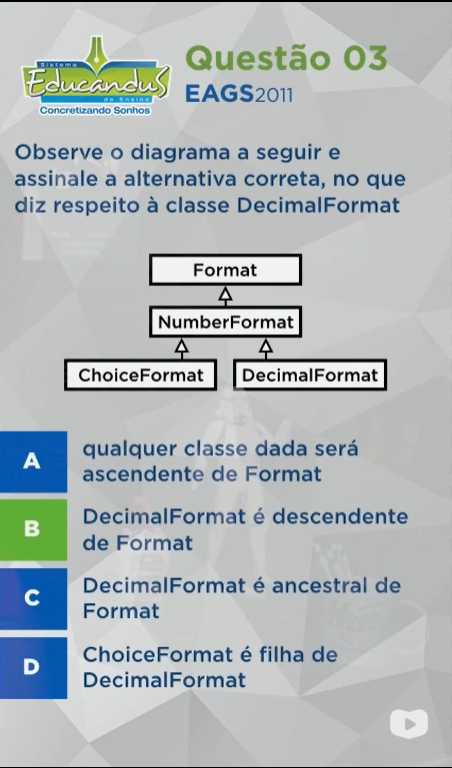 Sistema
Educandus
de Ensino
Concretizando Sonhos
Questão 03
EAGS2011
Observe o diagrama a seguir e
assinale a alternativa correta, no que
diz respeito à classe DecimalFormat
Format
NumberFormat
ChoiceFormat
DecimalFormat
A
qualquer classe dada será
ascendente de Format
B
DecimalFormat é descendente
de Format
C
DecimalFormat é ancestral de
Format
D
ChoiceFormat é filha de
DecimalFormat